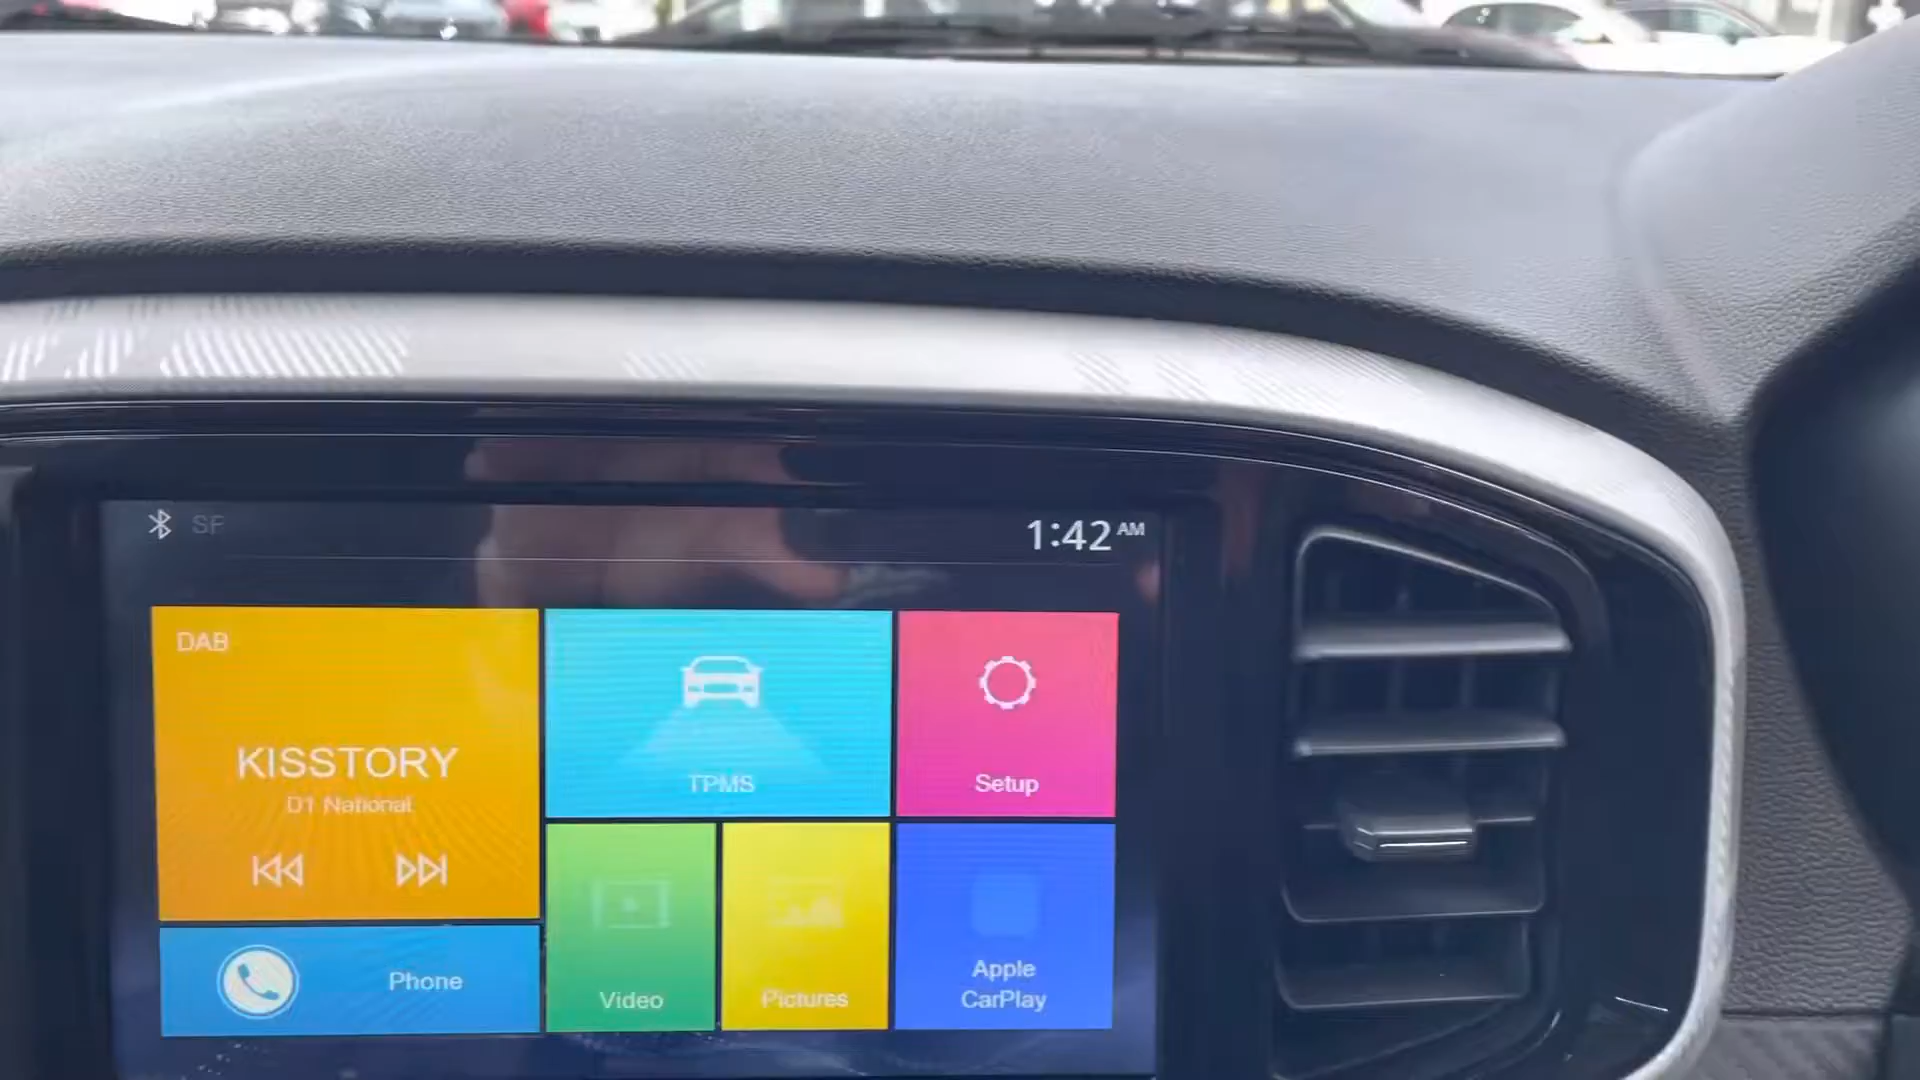 SF
1:42 AM
DAB
KISSTORY
D1 National
Phone
TPMS
Setup
Video
Pictures
Apple
CarPlay